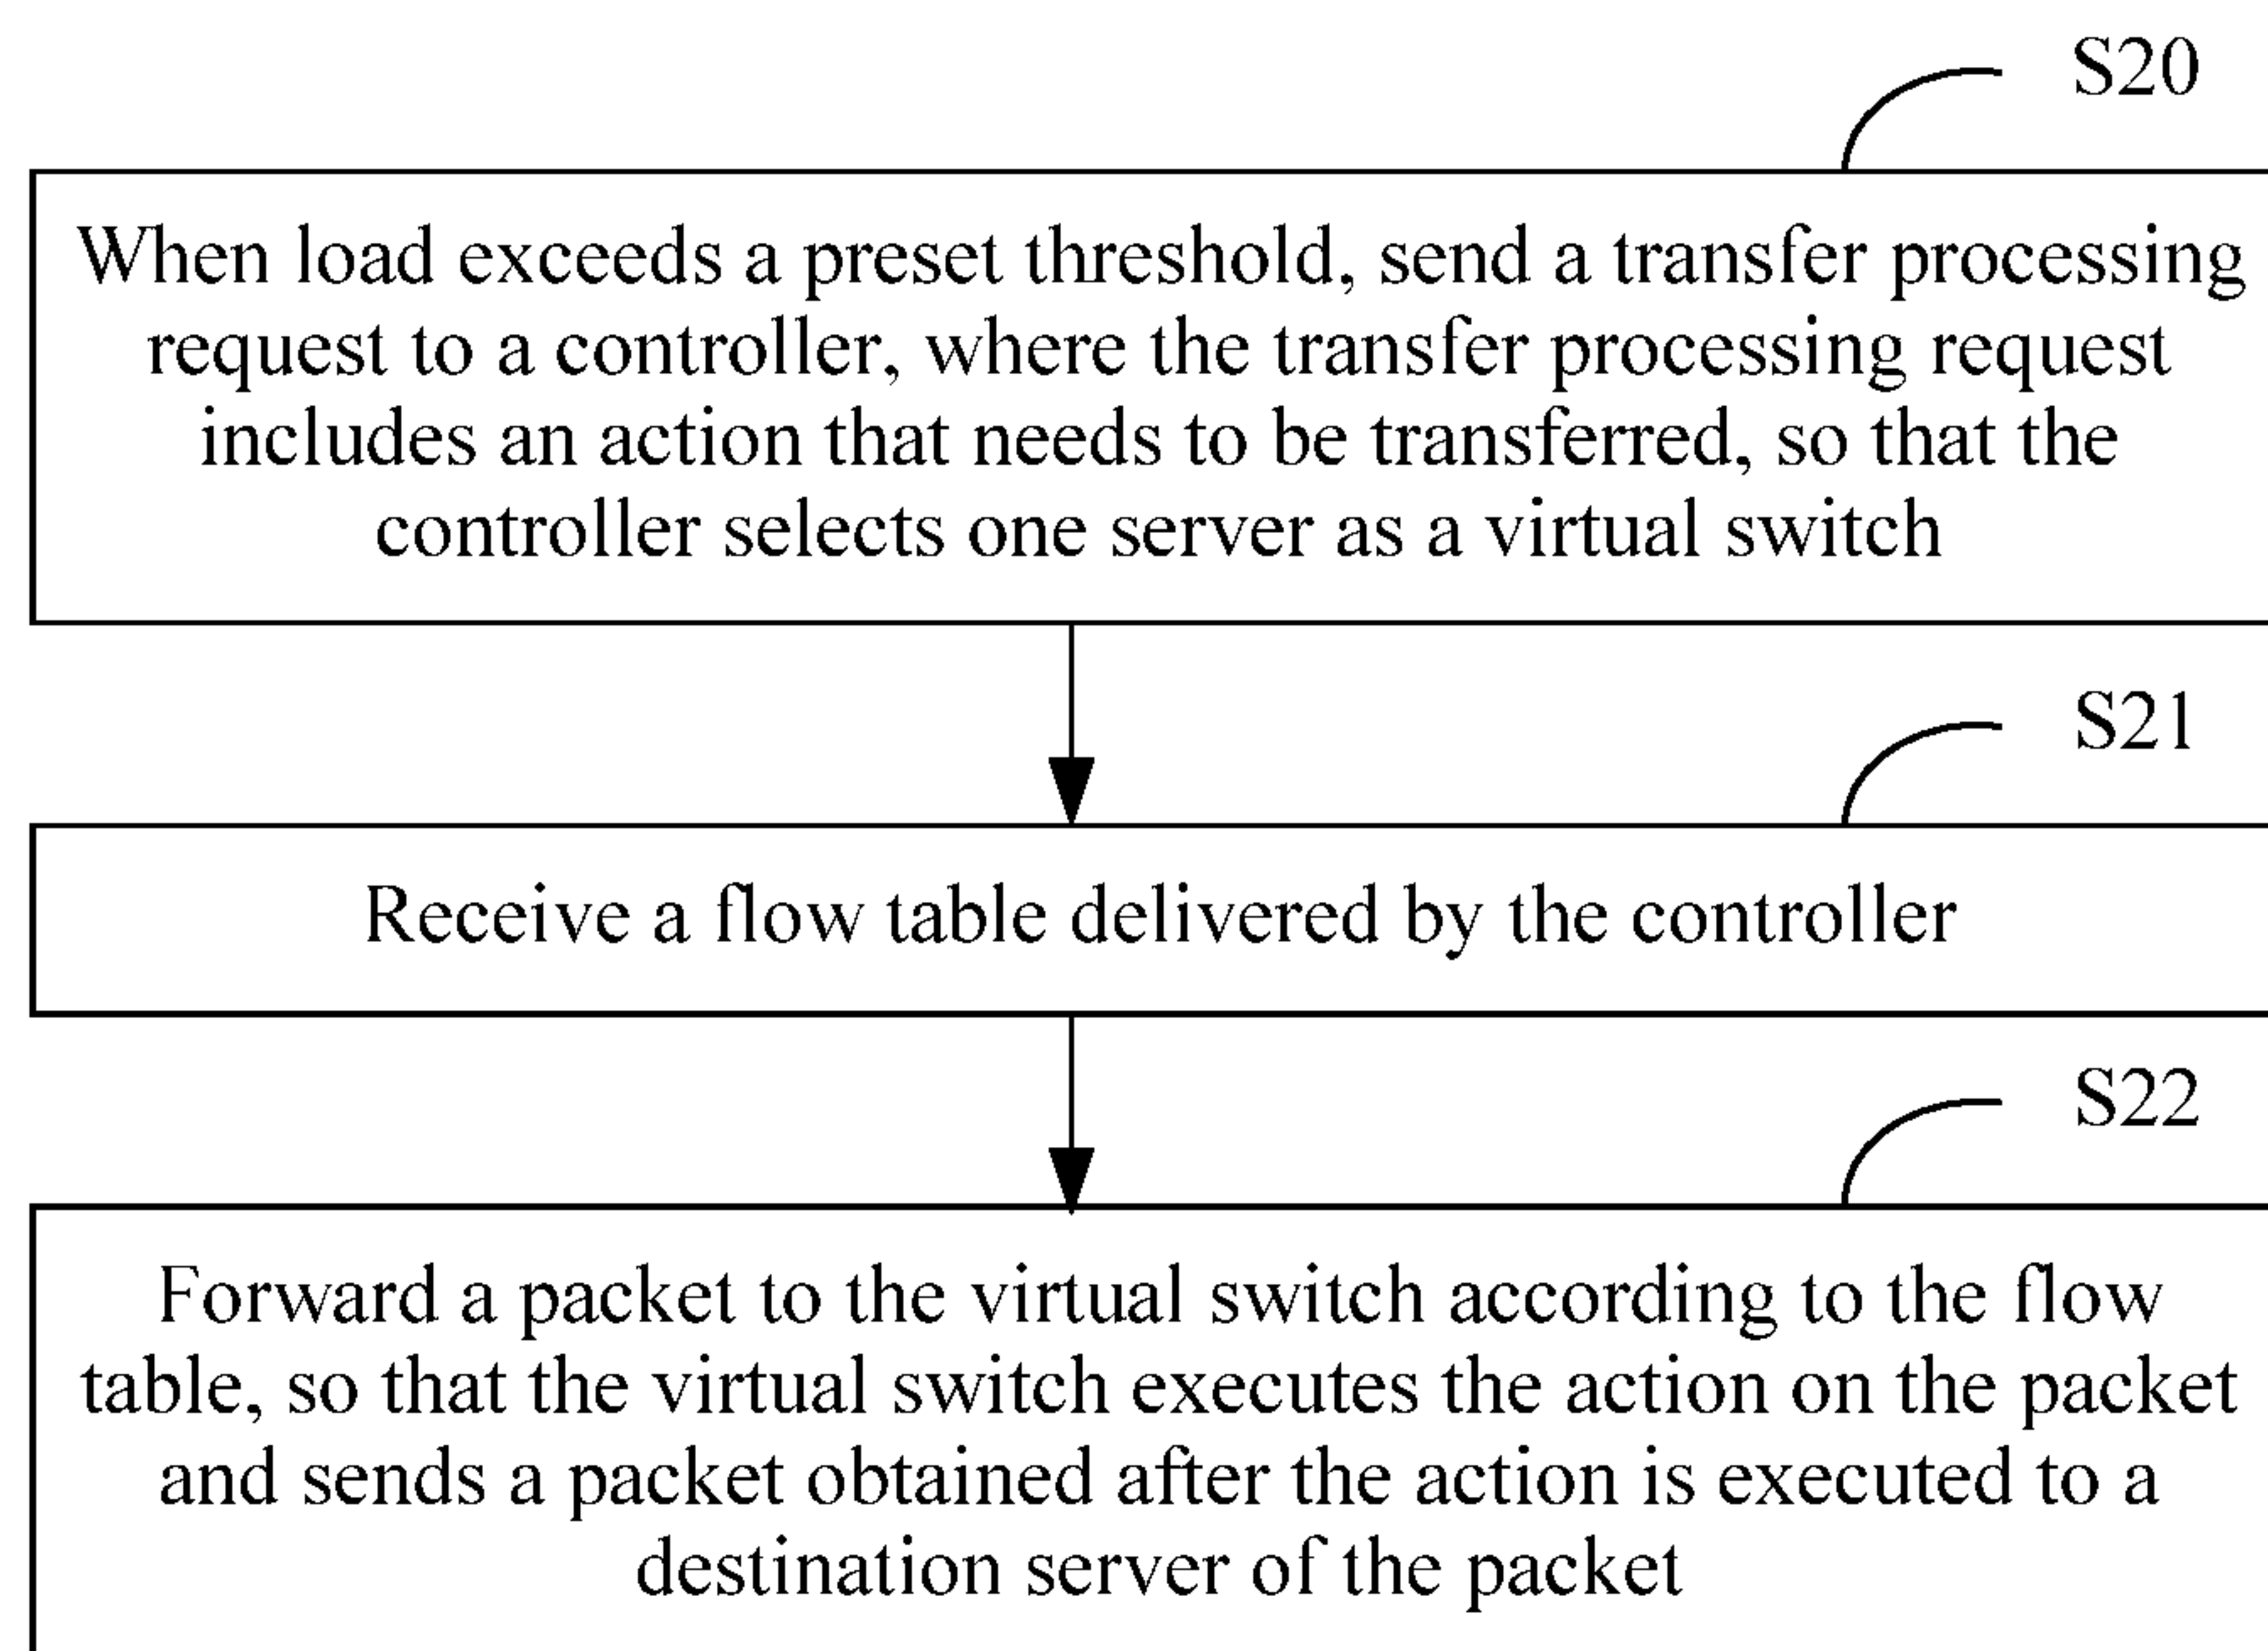 S20
When load exceeds a preset threshold, send a transfer processing
request to a controller, where the transfer processing request
includes an action that needs to be transferred, so that the
controller selects one server as a virtual switch
S21
Receive a flow table delivered by the controller
S22
Forward a packet to the virtual switch according to the flow
table, so that the virtual switch executes the action on the packet
and sends a packet obtained after the action is executed to a
destination server of the packet